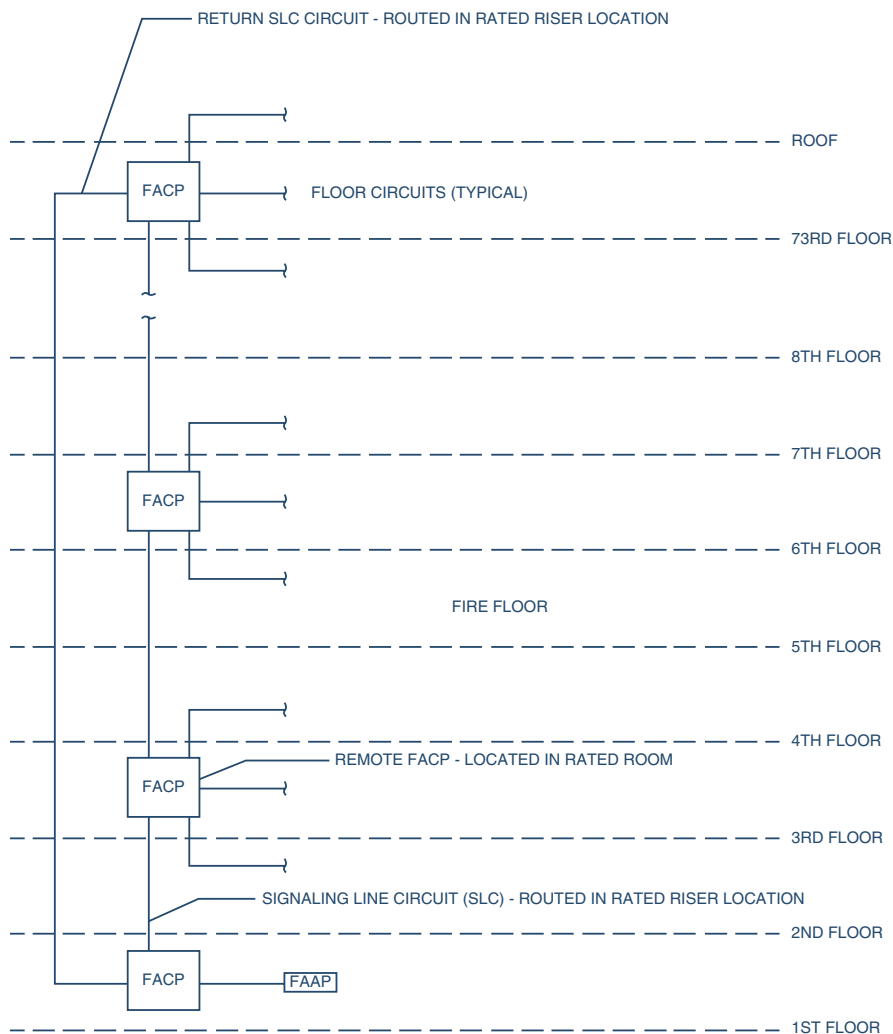 RETURN SLC CIRCUIT - ROUTED IN RATED RISER LOCATION
ROOF
FACP
FLOOR CIRCUITS (TYPICAL)
73RD FLOOR
8TH FLOOR
7TH FLOOR
FACP
6TH FLOOR
FIRE FLOOR
5TH FLOOR
4TH FLOOR
REMOTE FACP - LOCATED IN RATED ROOM
FACP
3RD FLOOR
SIGNALING LINE CIRCUIT (SLC) - ROUTED IN RATED RISER LOCATION
2ND FLOOR
FACP
FAAP
1ST FLOOR